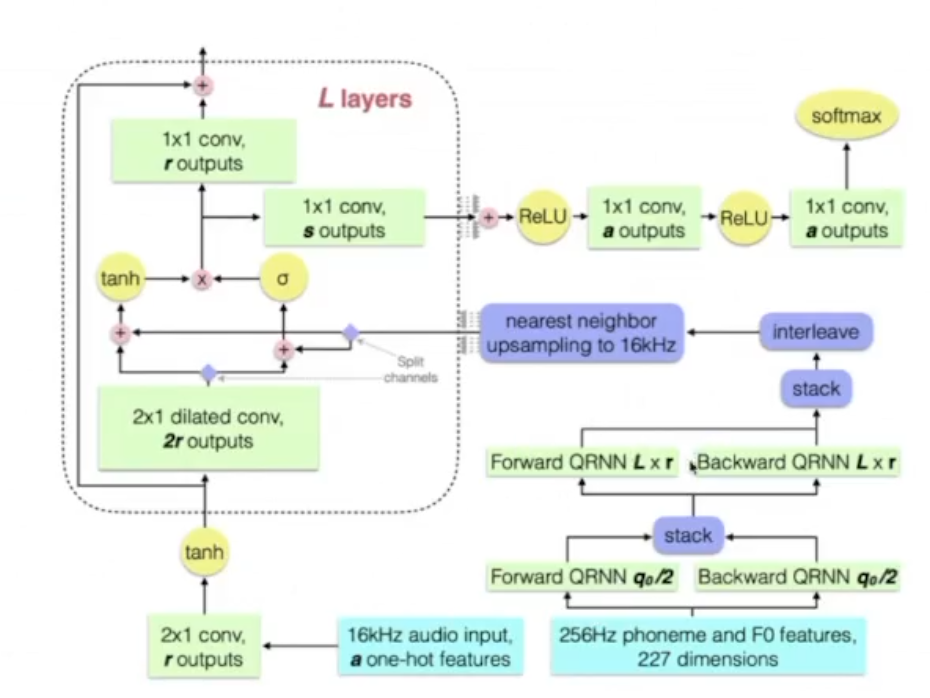 L layers
1x1 conv,
r outputs
softmax
1x1 conv,
s outputs
ReLU
1x1 conv,
a outputs
ReLU
1x1 conv,
a outputs
tanh
x
σ
+
+
+
+
nearest neighbor
upsampling to 16kHz
interleave
Split
channels
stack
2x1 dilated conv,
2r outputs
Forward QRNN L x r
Backward QRNN L x r
stack
tanh
Forward QRNN q₀/2
Backward QRNN q₀/2
2x1 conv,
r outputs
16kHz audio input,
a one-hot features
256Hz phoneme and F0 features,
227 dimensions